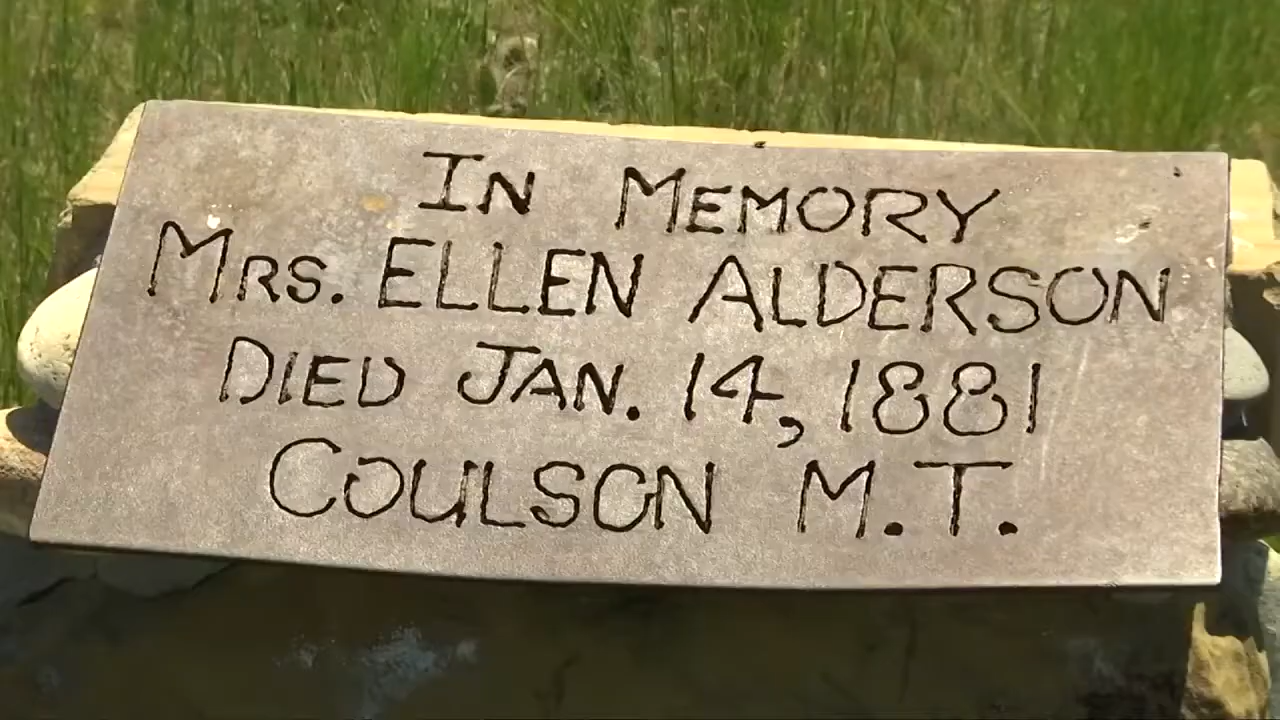 In Memory
Mrs. Ellen Alderson
Died Jan. 14, 1881
Coulson M.T.